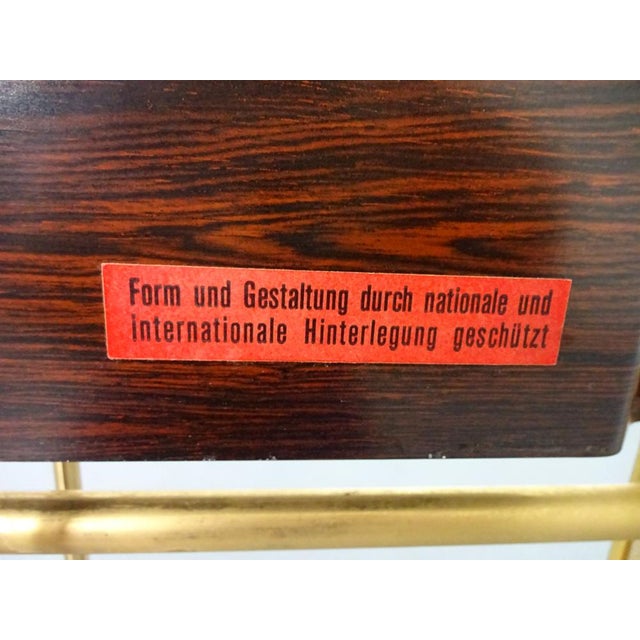 Form und Gestaltung durch nationale und
internationale Hinterlegung geschützt